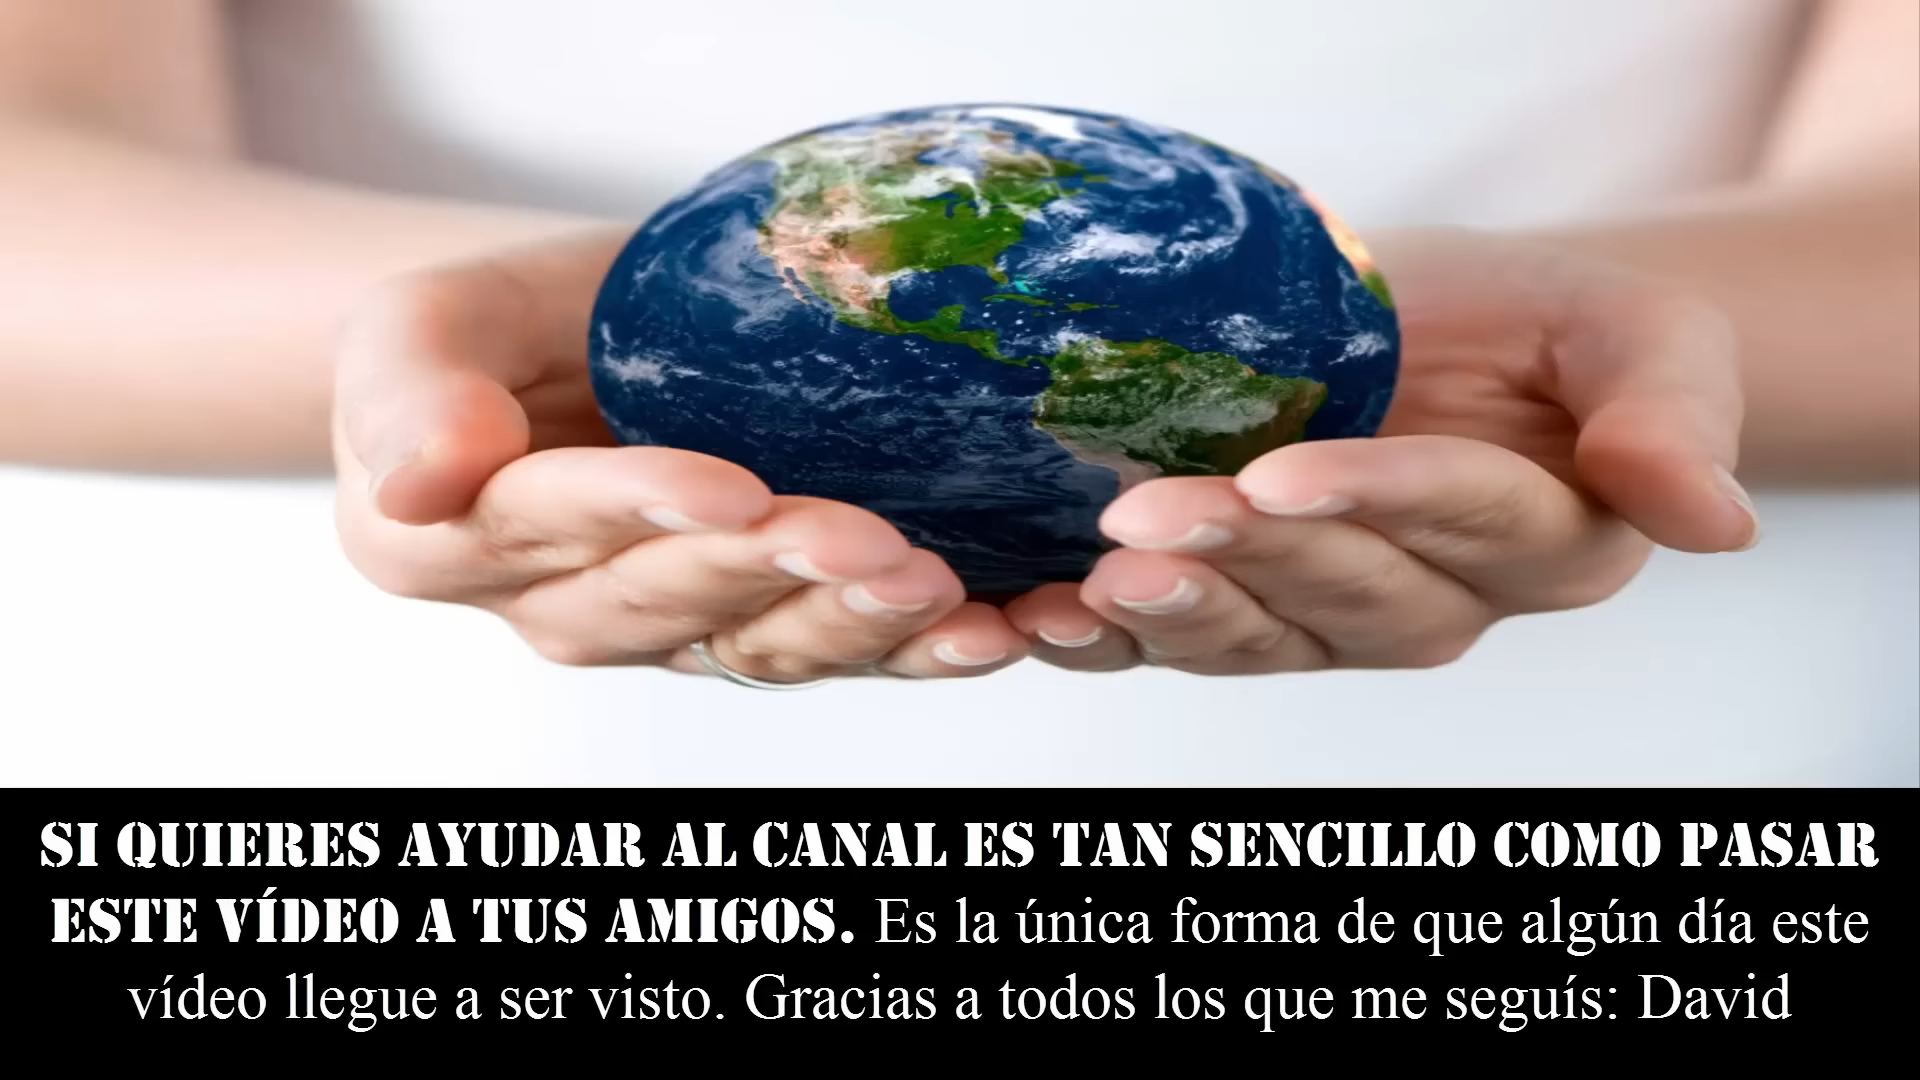 SI QUIERES AYUDAR AL CANAL ES TAN SENCILLO COMO PASAR
ESTE VÍDEO A TUS AMIGOS. Es la única forma de que algún día este
vídeo llegue a ser visto. Gracias a todos los que me seguís: David